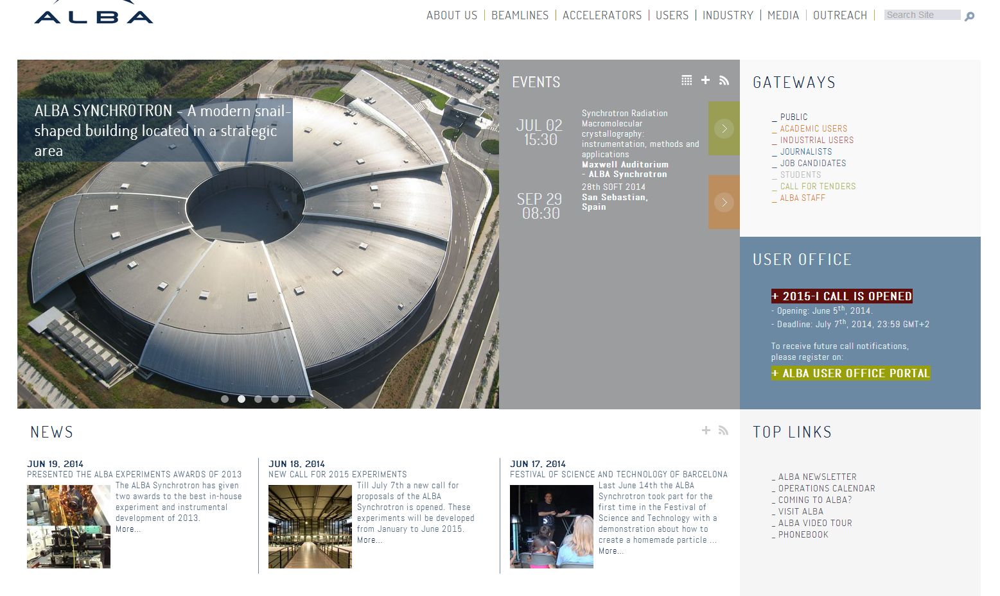 ALBA
ABOUT US
BEAMLINES
ACCELERATORS
USERS
INDUSTRY
MEDIA
OUTREACH
Search Site
ALBA SYNCHROTRON - A modern snail-
shaped building located in a strategic
area
EVENTS
JUL 02
15:30
Synchrotron Radiation
Macromolecular
crystallography:
instrumentation, methods and
applications
Maxwell Auditorium
- ALBA Synchrotron
SEP 29
08:30
28th SOFT 2014
San Sebastian,
Spain
GATEWAYS
_ PUBLIC
_ ACADEMIC USERS
_ INDUSTRIAL USERS
_ JOURNALISTS
_ JOB CANDIDATES
_ STUDENTS
_ CALL FOR TENDERS
_ ALBA STAFF
USER OFFICE
+ 2015-I CALL IS OPENED
- Opening: June 5th, 2014.
- Deadline: July 7th, 2014, 23:59 GMT+2
To receive future call notifications,
please register on:
+ ALBA USER OFFICE PORTAL
NEWS
JUN 19, 2014
PRESENTED THE ALBA EXPERIMENTS AWARDS OF 2013
The ALBA Synchrotron has given
two awards to the best in-house
experiment and instrumental
development of 2013.
More...
JUN 18, 2014
NEW CALL FOR 2015 EXPERIMENTS
Till July 7th a new call for
proposals of the ALBA
Synchrotron is opened. These
experiments will be developed
from January to June 2015.
More...
JUN 17, 2014
FESTIVAL OF SCIENCE AND TECHNOLOGY OF BARCELONA
Last June 14th the ALBA
Synchrotron took part for the
first time in the Festival of
Science and Technology with a
demonstration about how to
create a homemade particle ...
More...
TOP LINKS
_ ALBA NEWSLETTER
_ OPERATIONS CALENDAR
_ COMING TO ALBA?
_ VISIT ALBA
_ ALBA VIDEO TOUR
_ PHONEBOOK